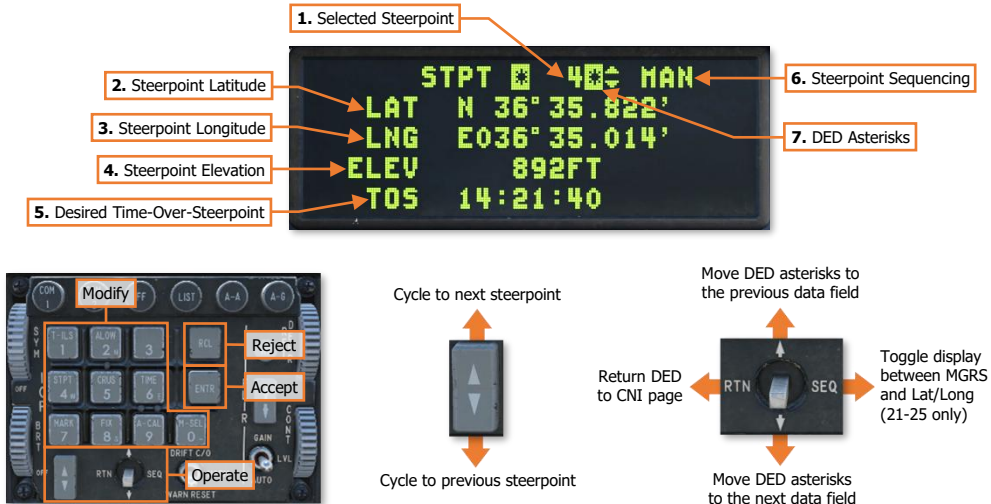 1. Selected Steerpoint
STPT * 4* MAN
LAT N 36°35.822'
LNG E036°35.014'
ELEV 892FT
TOS 14:21:40
2. Steerpoint Latitude
3. Steerpoint Longitude
4. Steerpoint Elevation
5. Desired Time-Over-Steerpoint
6. Steerpoint Sequencing
7. DED Asterisks
COM
1
FF
LIST
A-A
A-G
Modify
T-ILS
1
ALOW
2 N
3
RCL
Reject
STPT
4 W
CRUS
5
TIME
6 E
ENTR
Accept
MARK
7
FIX
8 S
A-CAL
9
M-SEL
0 -
SYM
OFF
BRT
OFF
CONT
GAIN
LVL
AUTO
DRIFT C/O
RTN
SEQ
WARN RESET
Operate
Cycle to next steerpoint
Cycle to previous steerpoint
Move DED asterisks to
the previous data field
Return DED
to CNI page
RTN
SEQ
Toggle display
between MGRS
and Lat/Long
(21-25 only)
Move DED asterisks
to the next data field